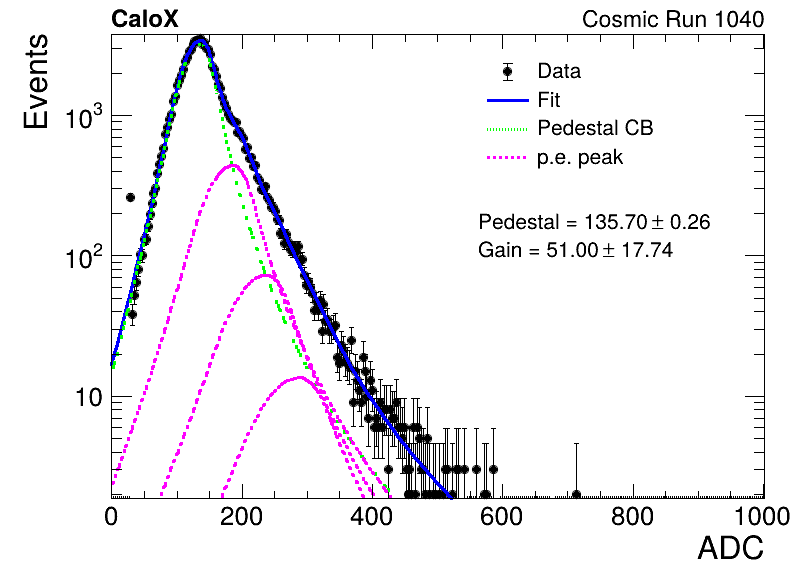 CaloX Cosmic Run 1040
Events
Data
Fit
Pedestal CB
p.e. peak
Pedestal = 135.70 ± 0.26
Gain = 51.00 ± 17.74
10³
10²
10
0 200 400 600 800 1000
ADC